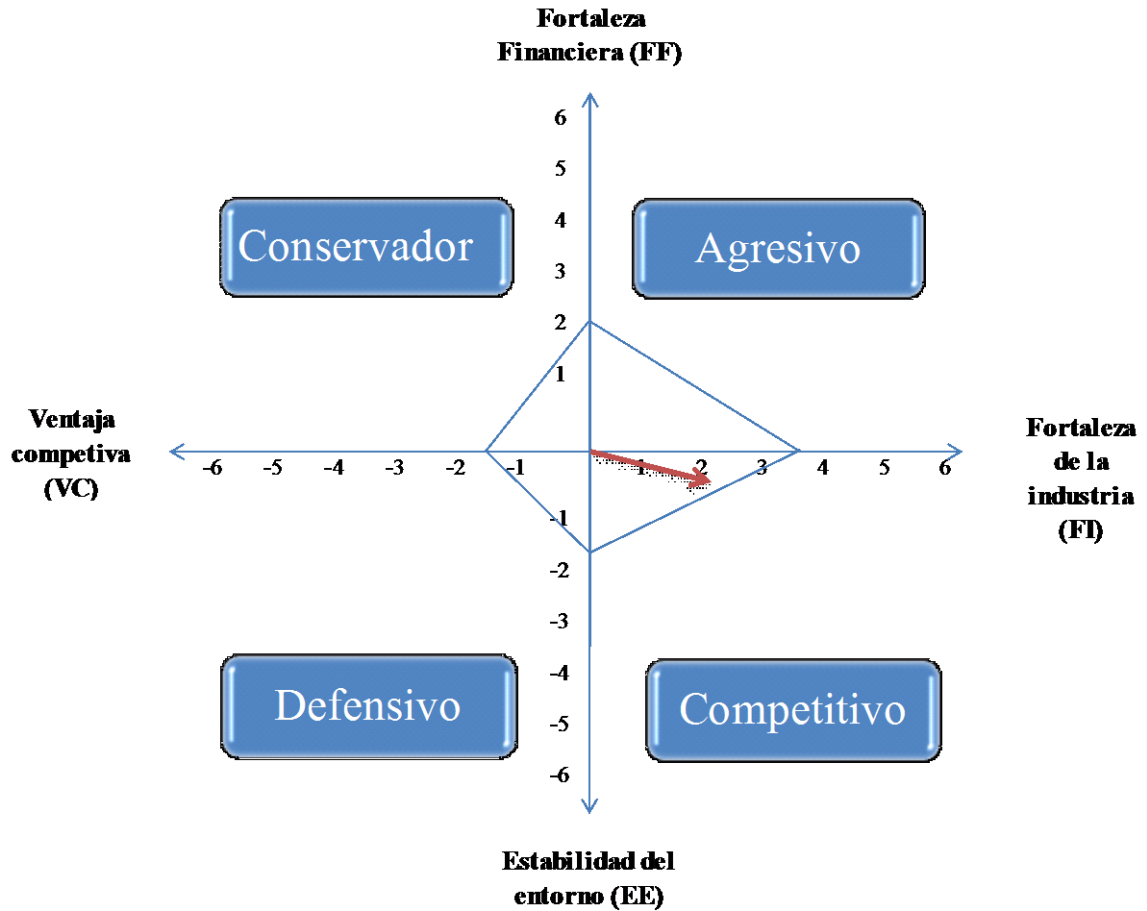 Fortaleza
Financiera (FF)
6
5
4
3
2
1
Conservador
Agresivo
Ventaja
competiva
(VC)
-6 -5 -4 -3 -2 -1 1 2 3 4 5 6
Fortaleza
de la
industria
(FI)
-1
-2
-3
-4
-5
-6
Defensivo
Competitivo
Estabilidad del
entorno (EE)